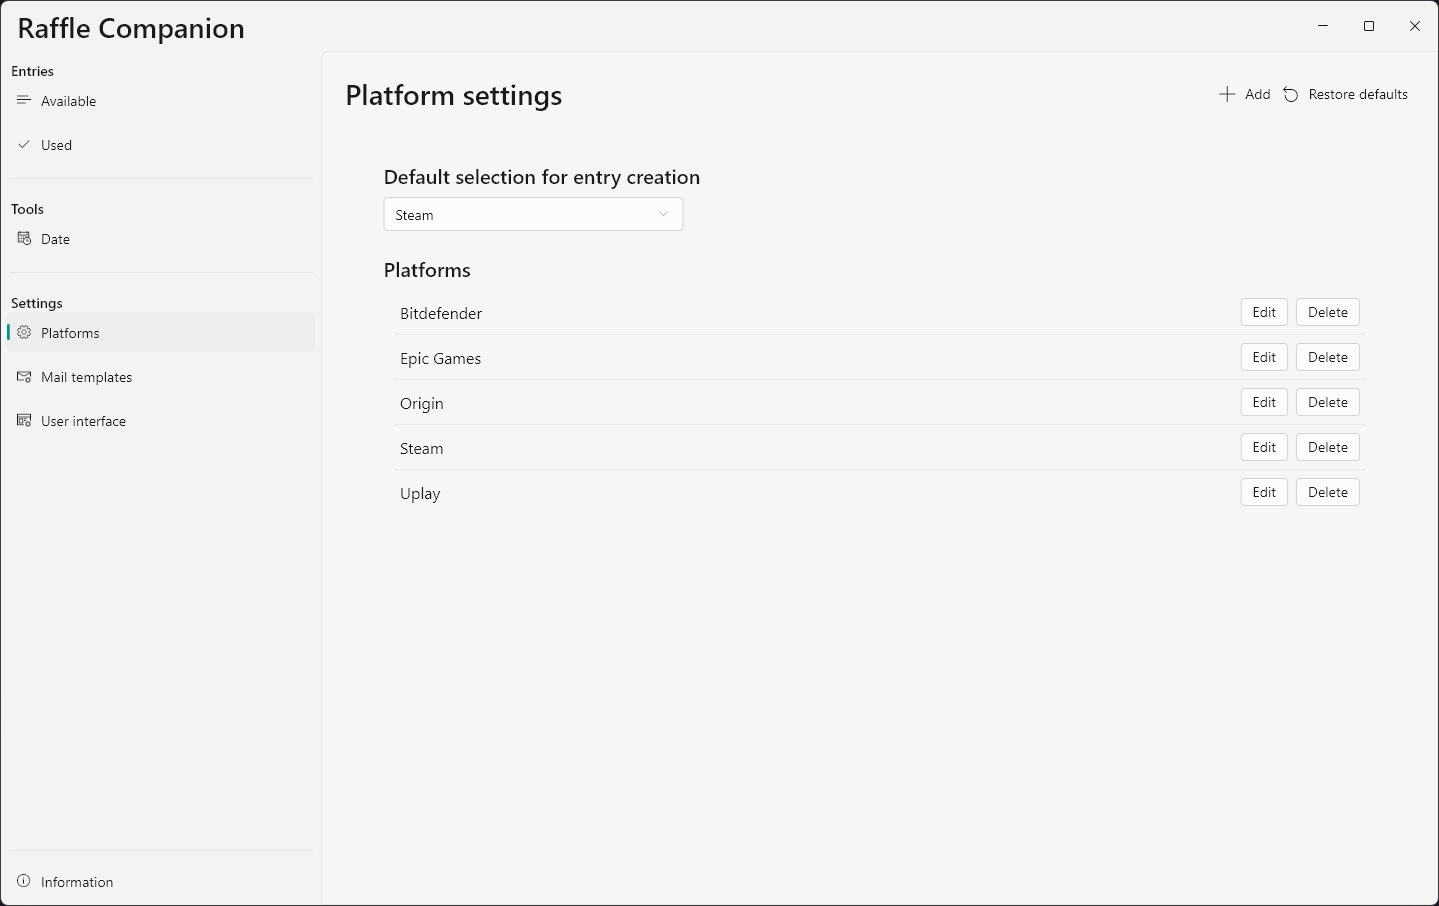 Raffle Companion
Entries
Available
Used
Tools
Date
Settings
Platforms
Mail templates
User interface
Information
Platform settings
Add
Restore defaults
Default selection for entry creation
Steam
Platforms
Bitdefender Edit Delete
Epic Games Edit Delete
Origin Edit Delete
Steam Edit Delete
Uplay Edit Delete